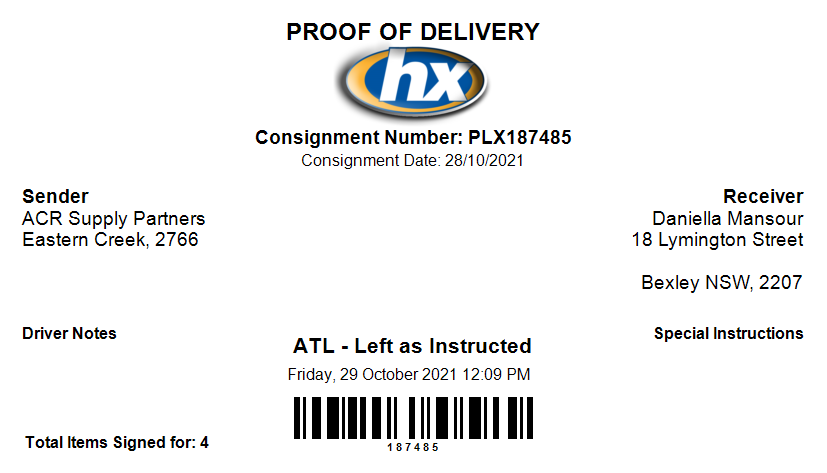 PROOF OF DELIVERY
hx
Consignment Number: PLX187485
Consignment Date: 28/10/2021
Sender
ACR Supply Partners
Eastern Creek, 2766
Receiver
Daniella Mansour
18 Lymington Street
Bexley NSW, 2207
Driver Notes
Special Instructions
ATL - Left as Instructed
Friday, 29 October 2021 12:09 PM
187485
Total Items Signed for: 4